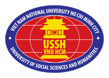 VIET NAM NATIONAL UNIVERSITY HO CHI MINH CITY
USSH
VNU HCM
UNIVERSITY OF SOCIAL SCIENCES AND HUMANITIES